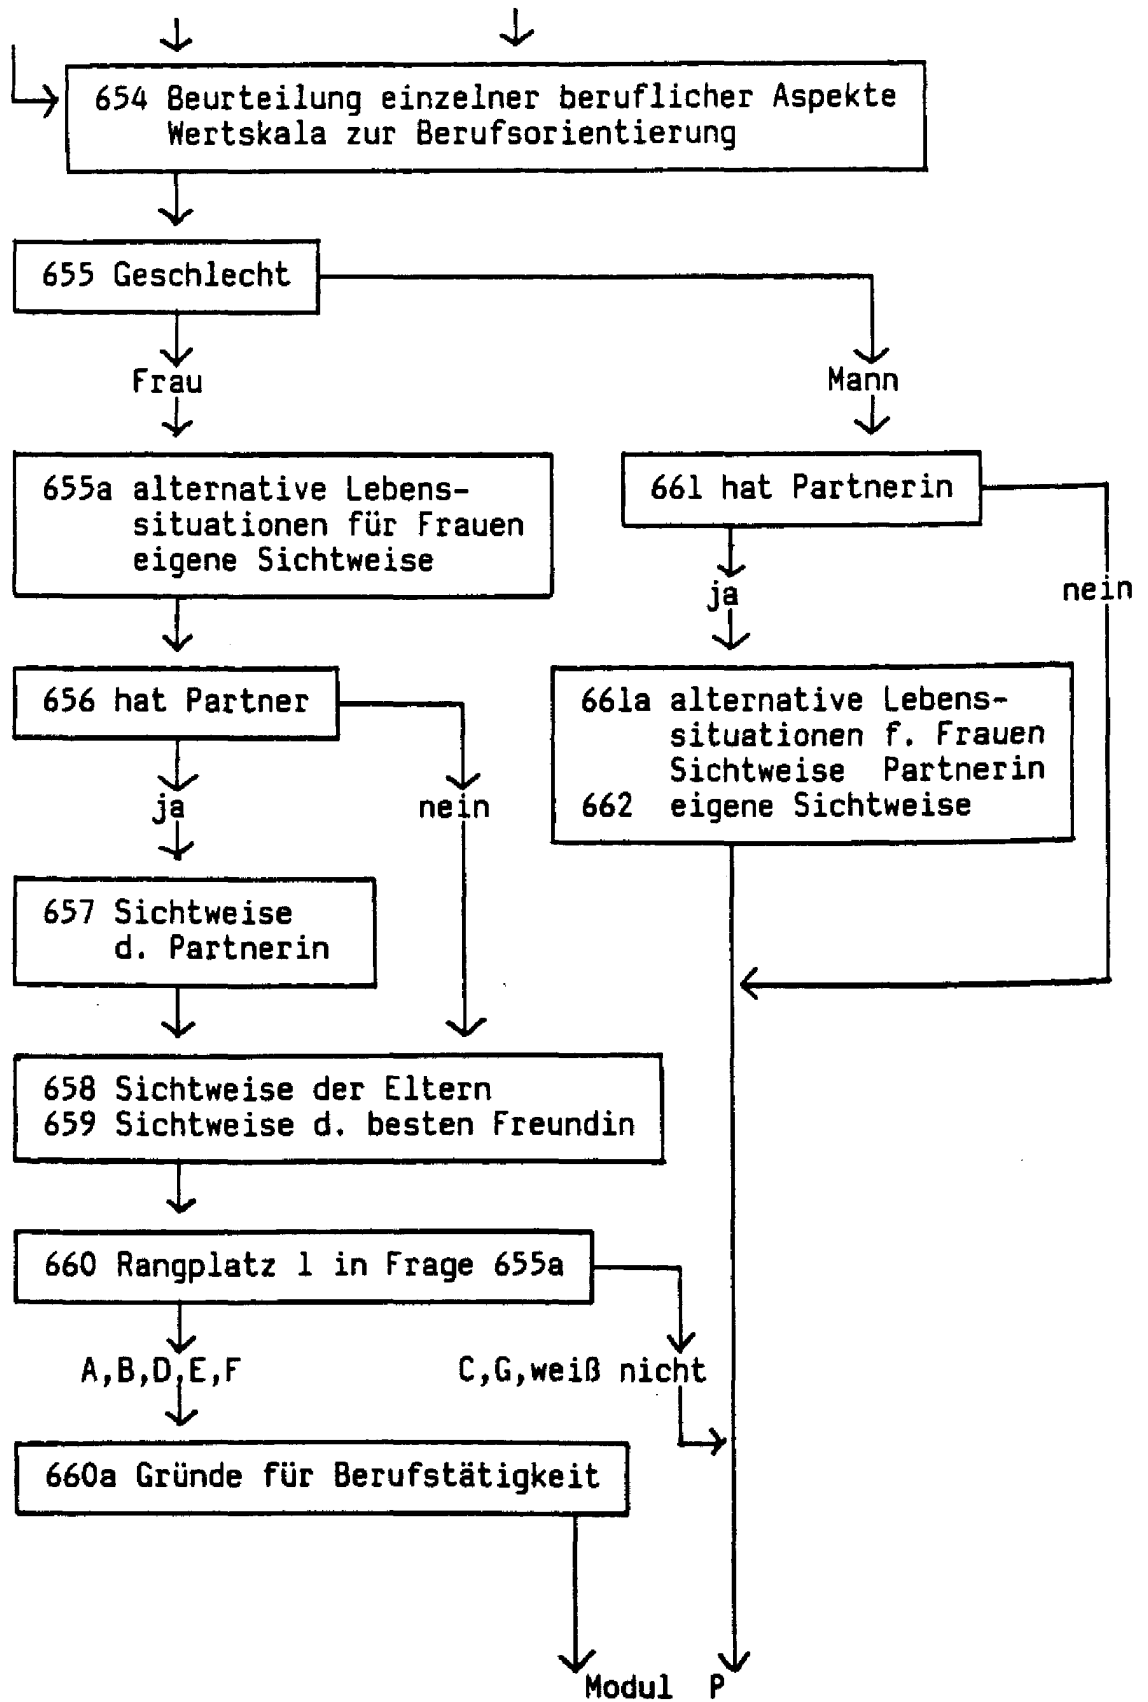 654 Beurteilung einzelner beruflicher Aspekte
Wertskala zur Berufsorientierung
655 Geschlecht
Frau
Mann
655a alternative Lebens-
situationen für Frauen
eigene Sichtweise
661 hat Partnerin
ja
nein
656 hat Partner
661a alternative Lebens-
situationen f. Frauen
Sichtweise Partnerin
662 eigene Sichtweise
ja
nein
657 Sichtweise
d. Partnerin
658 Sichtweise der Eltern
659 Sichtweise d. besten Freundin
660 Rangplatz 1 in Frage 655a
A,B,D,E,F
C,G,weiß nicht
660a Gründe für Berufstätigkeit
Modul P